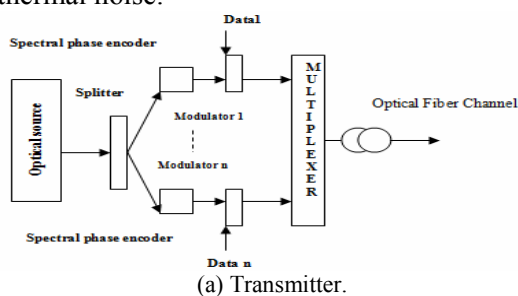 thermal noise.
Data1
Spectral phase encoder
Splitter
Optical source
Modulator 1
Modulator n
MULTIPLEXER
Optical Fiber Channel
Spectral phase encoder
Data n
(a) Transmitter.